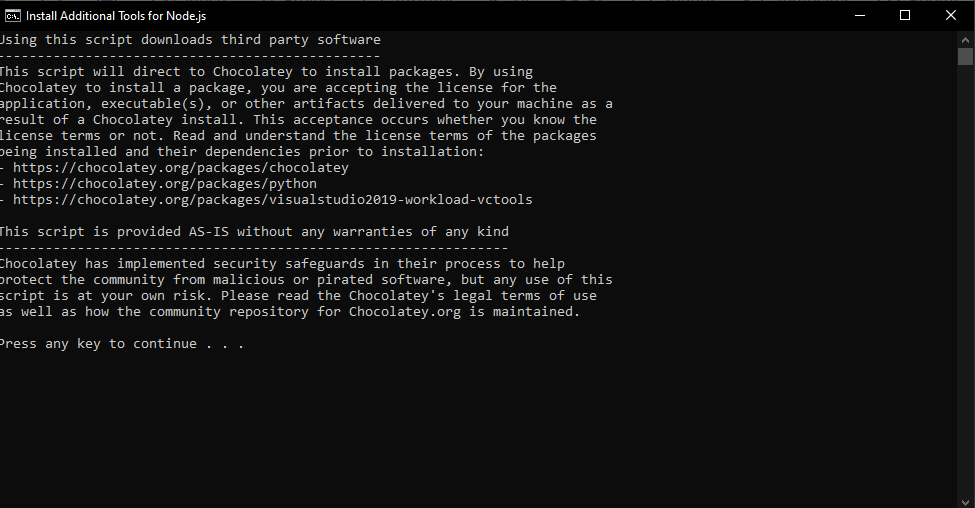 Install Additional Tools for Node.js
Using this script downloads third party software
------------------------------------------------
This script will direct to Chocolatey to install packages. By using
Chocolatey to install a package, you are accepting the license for the
application, executable(s), or other artifacts delivered to your machine as a
result of a Chocolatey install. This acceptance occurs whether you know the
license terms or not. Read and understand the license terms of the packages
being installed and their dependencies prior to installation:
- https://chocolatey.org/packages/chocolatey
- https://chocolatey.org/packages/python
- https://chocolatey.org/packages/visualstudio2019-workload-vctools
This script is provided AS-IS without any warranties of any kind
----------------------------------------------------------------
Chocolatey has implemented security safeguards in their process to help
protect the community from malicious or pirated software, but any use of this
script is at your own risk. Please read the Chocolatey's legal terms of use
as well as how the community repository for Chocolatey.org is maintained.
Press any key to continue . . .